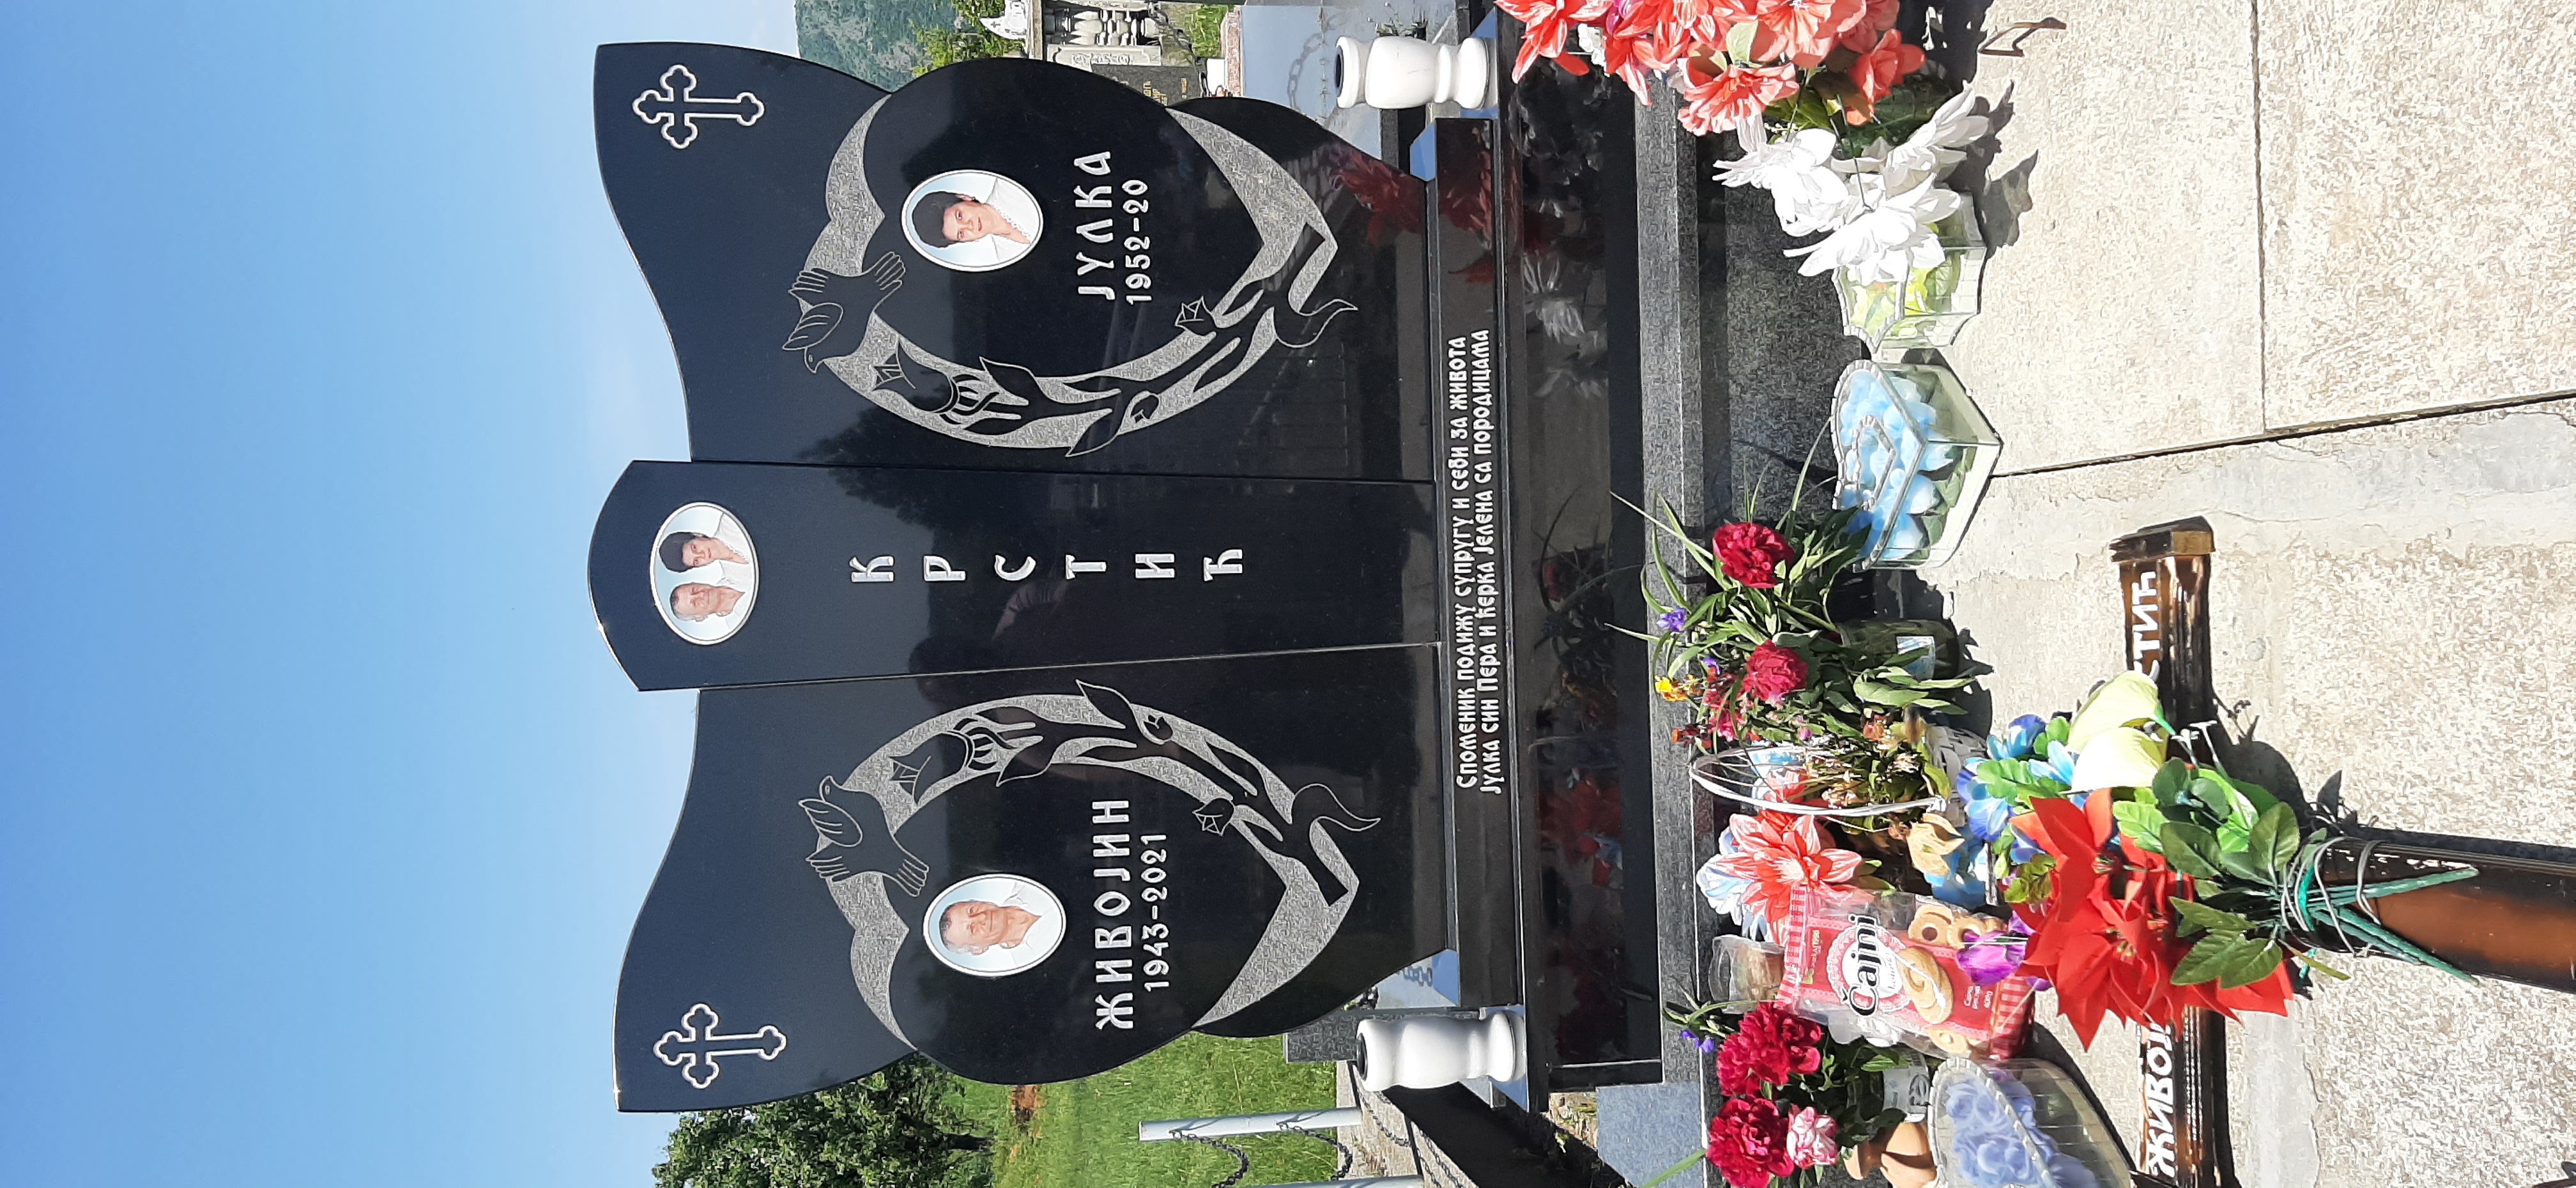 КРСТИЋ
ЖИВОЈИН
1943-2021
ЈУЛКА
1952-20
Споменик подижу супругу и себи за живота
Јулка син Пера и ћерка Јелена са породицама
Čajni
ЖИВОЈ СТИЋ